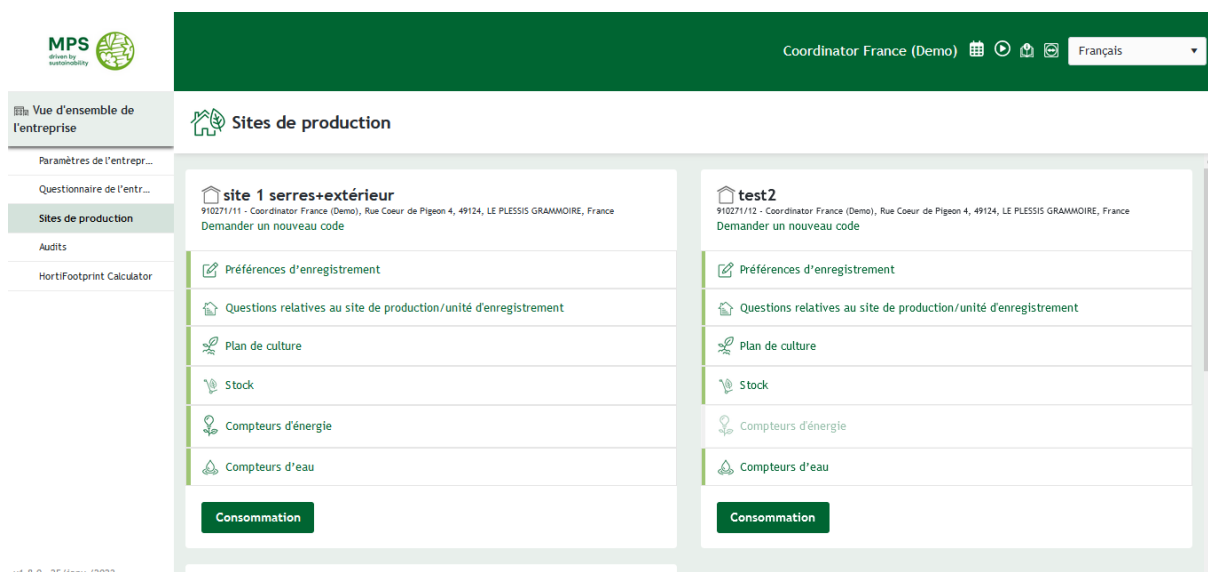 MPS
driven by
sustainability
Coordinator France (Demo)
Français
Vue d'ensemble de
l'entreprise
Paramètres de l'entrepr...
Questionnaire de l'entr...
Sites de production
Audits
HortiFootprint Calculator
Sites de production
site 1 serres+extérieur
910271/11 - Coordinator France (Demo), Rue Coeur de Pigeon 4, 49124, LE PLESSIS GRAMMOIRE, France
Demander un nouveau code
Préférences d'enregistrement
Questions relatives au site de production/unité d'enregistrement
Plan de culture
Stock
Compteurs d'énergie
Compteurs d'eau
Consommation
test2
910271/12 - Coordinator France (Demo), Rue Coeur de Pigeon 4, 49124, LE PLESSIS GRAMMOIRE, France
Demander un nouveau code
Préférences d'enregistrement
Questions relatives au site de production/unité d'enregistrement
Plan de culture
Stock
Compteurs d'énergie
Compteurs d'eau
Consommation